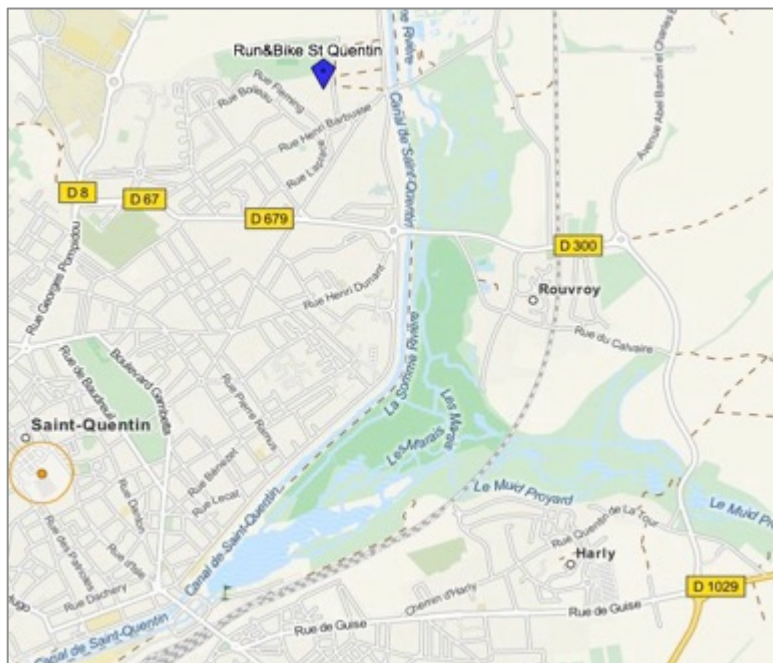 Run&Bike St Quentin
Rue Fleming
Rue Boileau
Rue Henri Barbusse
Rue Laplace
Canal de Saint-Quentin
Avenue Abel Bardin et Charles B
D 8
D 67
D 679
D 300
Rue Georges Pompidou
Rouvroy
Rue Henri Dunant
Rue du Calvaire
Rue de Baudreuil
Boulevard Gambetta
La Somme Rivière
Les Marais
Les Marais
Rue Pierre Ramus
Saint-Quentin
Rue Bénezet
Rue Lecat
Le Muid Proyard
Le Muid P
Rue Quentin de La Tour
Canal de Saint-Quentin
Rue des Patriotes
Rue d'Isle
Harly
D 1029
Chemin d'Harly
Rue Dachery
Rue de Guise
Rue de Guise
Canal de Saint-Quentin